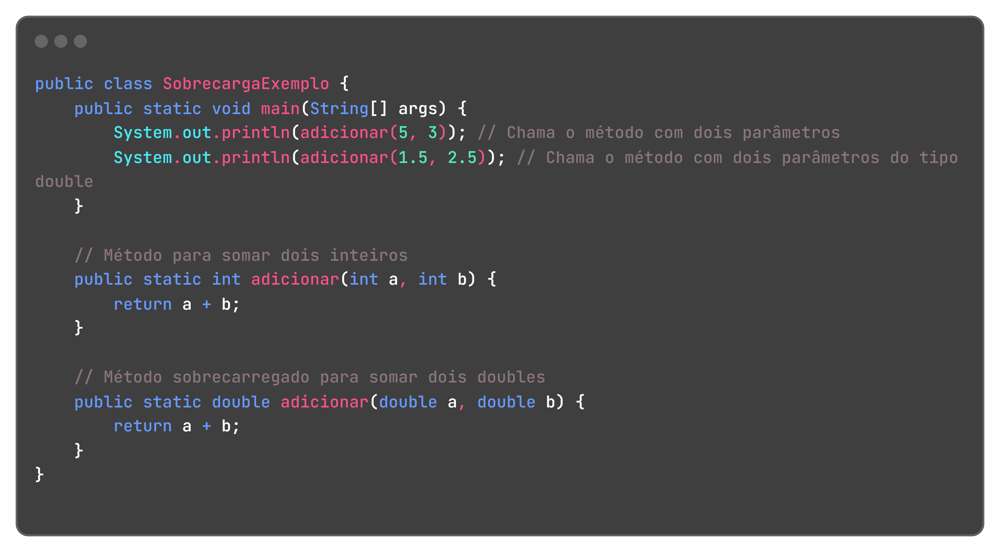 public class SobrecargaExemplo {
    public static void main(String[] args) {
        System.out.println(adicionar(5, 3)); // Chama o método com dois parâmetros
        System.out.println(adicionar(1.5, 2.5)); // Chama o método com dois parâmetros do tipo
double
    }

    // Método para somar dois inteiros
    public static int adicionar(int a, int b) {
        return a + b;
    }

    // Método sobrecarregado para somar dois doubles
    public static double adicionar(double a, double b) {
        return a + b;
    }
}